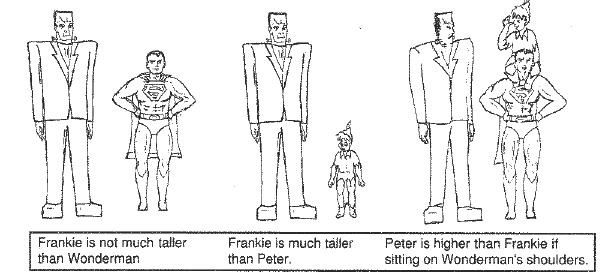 Frankie is not much taller
than Wonderman
Frankie is much taller
than Peter.
Peter is higher than Frankie if
sitting on Wonderman's shoulders.